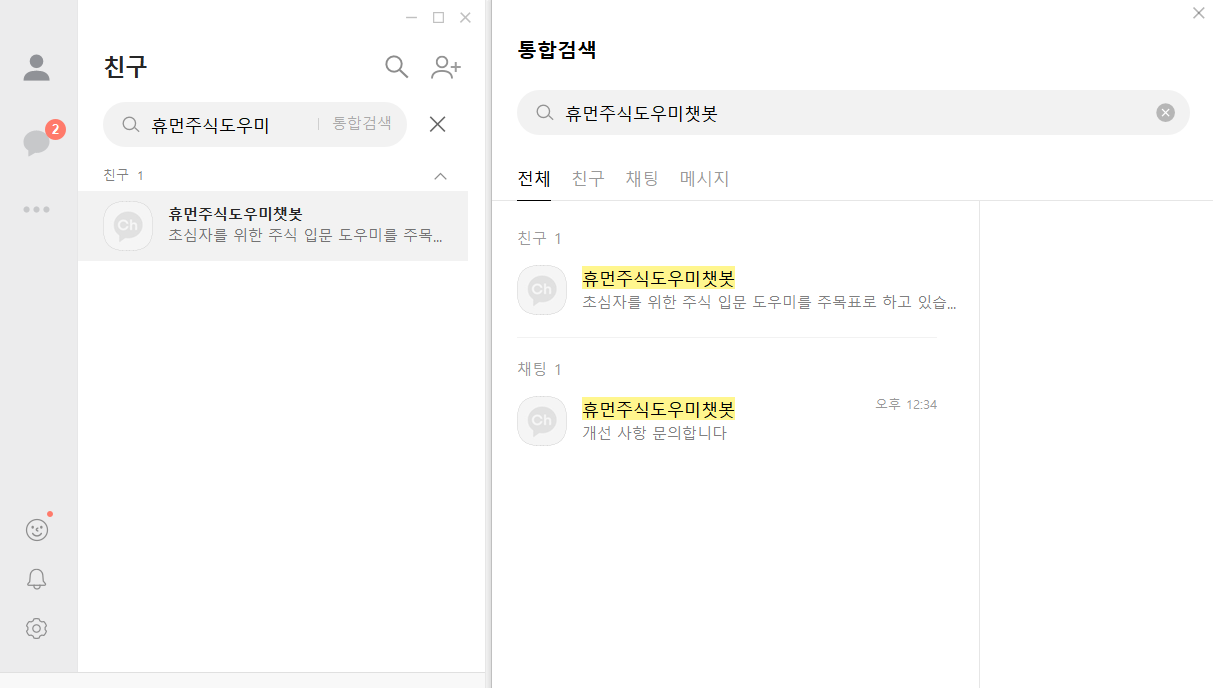 친구
휴먼주식도우미 통합검색
친구 1
Ch
휴먼주식도우미챗봇
초심자를 위한 주식 입문 도우미를 주목...
2
통합검색
휴먼주식도우미챗봇
전체 친구 채팅 메시지
친구 1
Ch
휴먼주식도우미챗봇
초심자를 위한 주식 입문 도우미를 주목표로 하고 있습...
채팅 1
Ch
휴먼주식도우미챗봇 오후 12:34
개선 사항 문의합니다